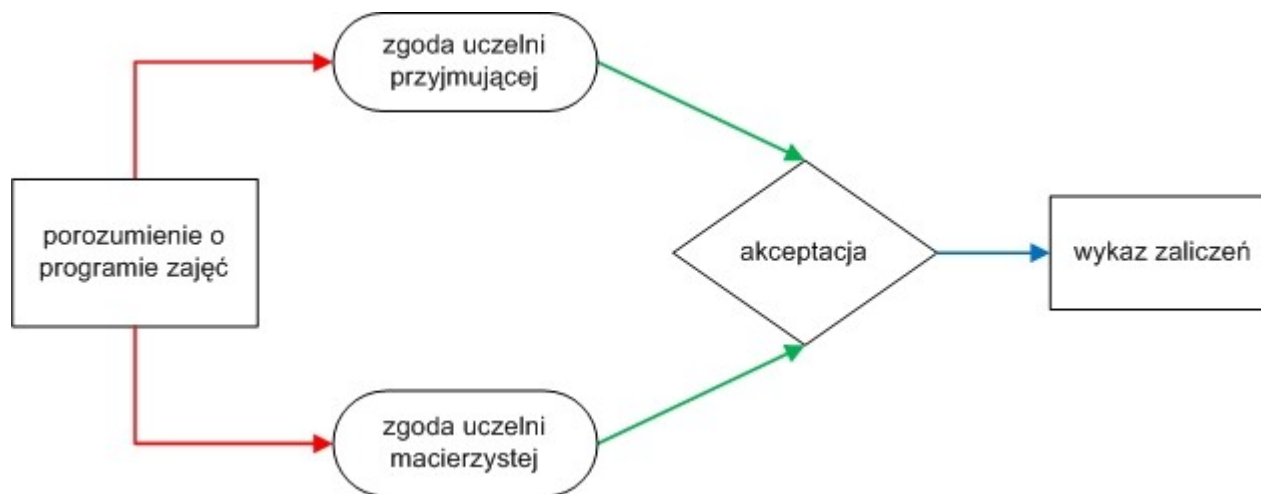 zgoda uczelni
przyjmującej
porozumienie o
programie zajęć
akceptacja
wykaz zaliczeń
zgoda uczelni
macierzystej